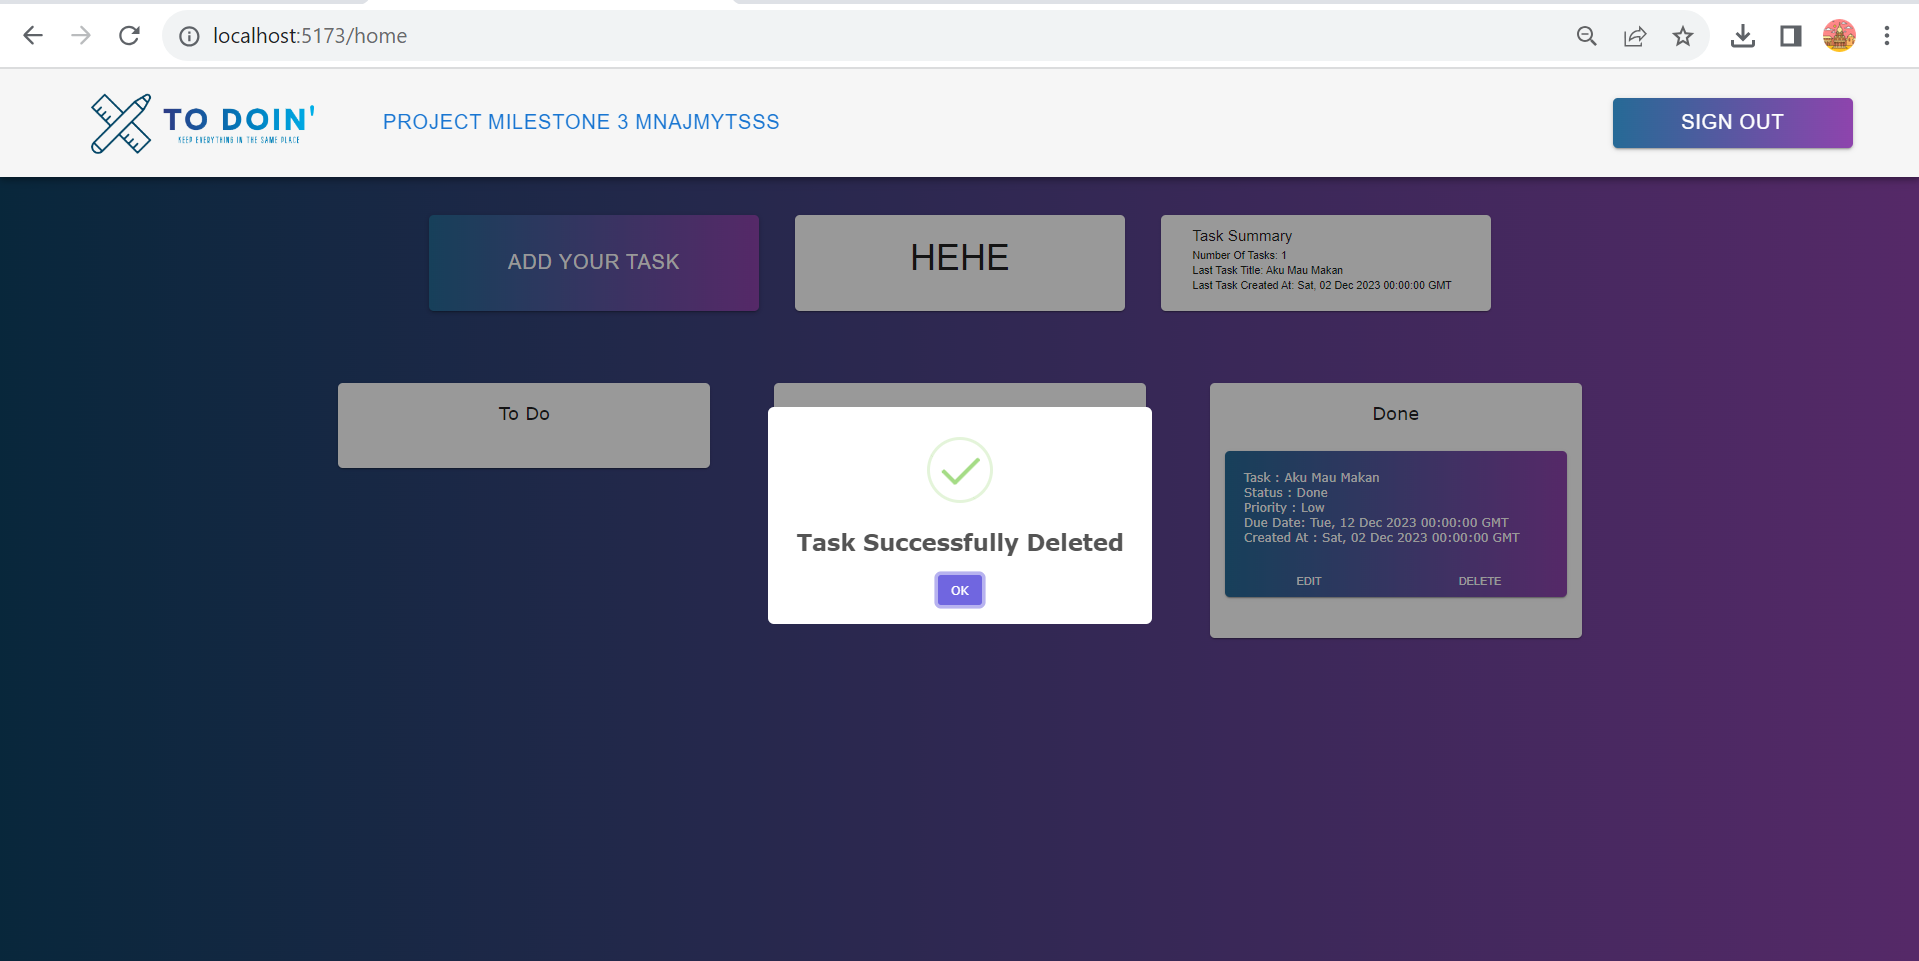 localhost:5173/home
TO DOIN'
KEEP EVERYTHING IN THE SAME PLACE
PROJECT MILESTONE 3 MNAJMYTSSS
SIGN OUT
ADD YOUR TASK
HEHE
Task Summary
Number Of Tasks: 1
Last Task Title: Aku Mau Makan
Last Task Created At: Sat, 02 Dec 2023 00:00:00 GMT
To Do
Task Successfully Deleted
OK
Done
Task : Aku Mau Makan
Status : Done
Priority : Low
Due Date: Tue, 12 Dec 2023 00:00:00 GMT
Created At : Sat, 02 Dec 2023 00:00:00 GMT
EDIT
DELETE